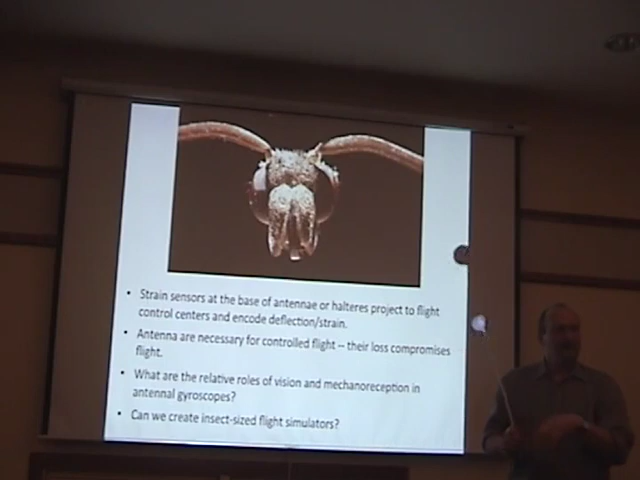 • Strain sensors at the base of antennae or halteres project to flight
control centers and encode deflection/strain.
• Antenna are necessary for controlled flight – their loss compromises
flight.
• What are the relative roles of vision and mechanoreception in
antennal gyroscopes?
• Can we create insect-sized flight simulators?